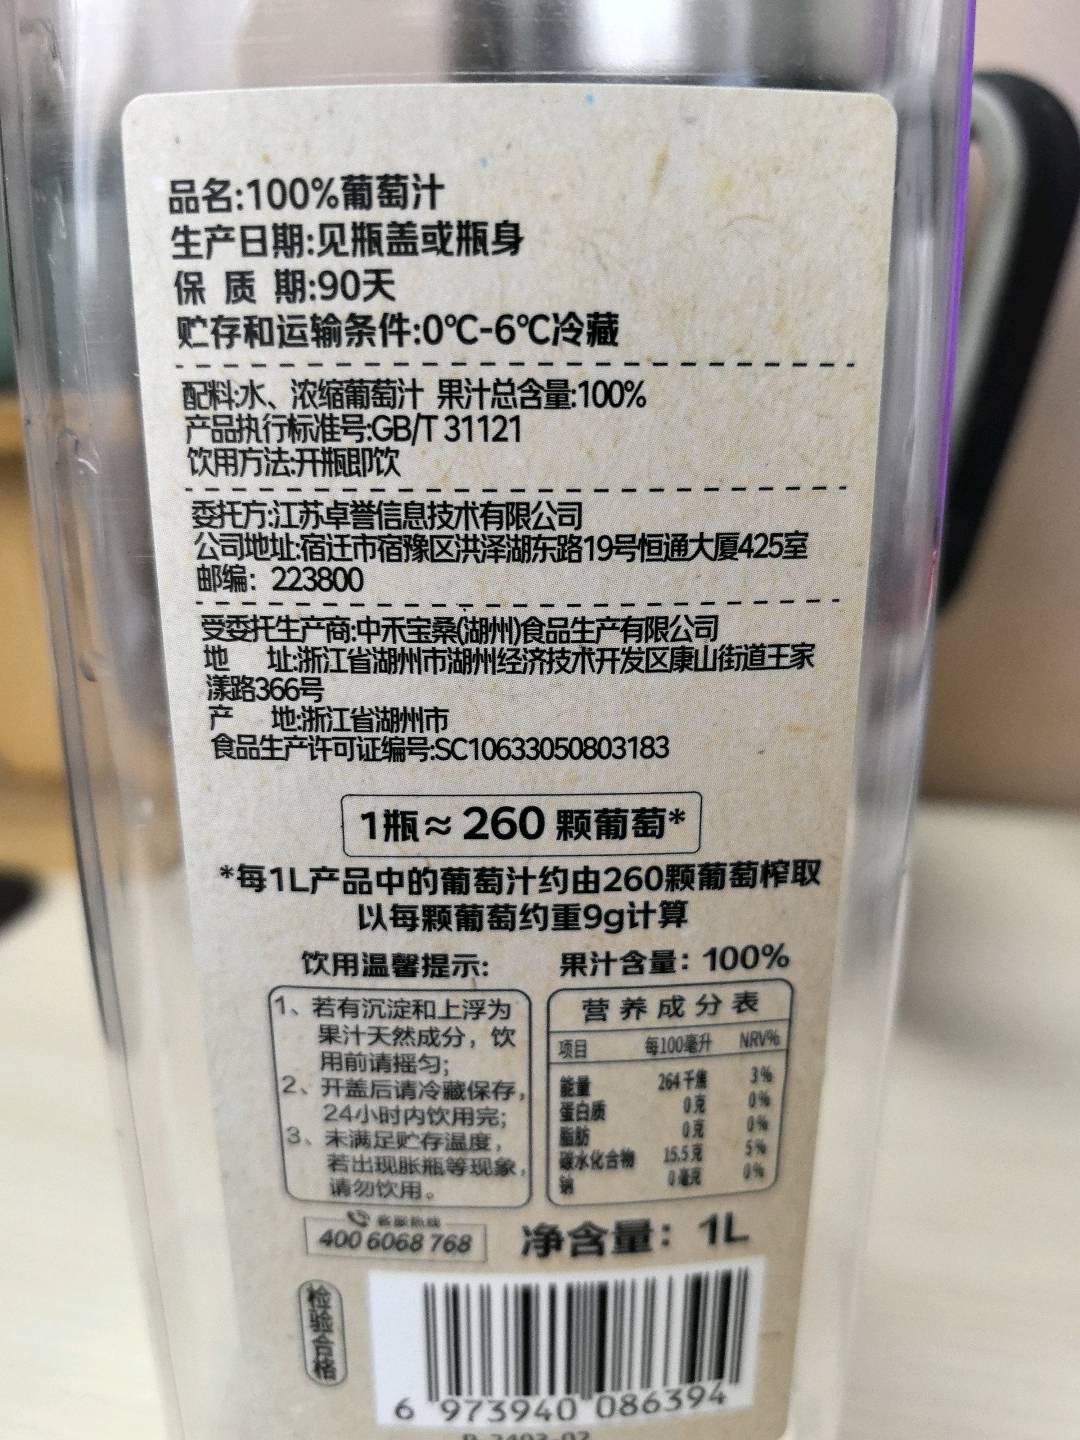 品名:100%葡萄汁
生产日期:见瓶盖或瓶身
保 质 期:90天
贮存和运输条件:0℃-6℃冷藏
配料:水、浓缩葡萄汁 果汁总含量:100%
产品执行标准号:GB/T 31121
饮用方法:开瓶即饮
委托方:江苏卓誉信息技术有限公司
公司地址:宿迁市宿豫区洪泽湖东路19号恒通大厦425室
邮编：223800
受委托生产商:中禾宝桑(湖州)食品生产有限公司
地 址:浙江省湖州市湖州经济技术开发区康山街道王家
漾路366号
产 地:浙江省湖州市
食品生产许可证编号:SC10633050803183
1瓶≈260颗葡萄*
*每1L产品中的葡萄汁约由260颗葡萄榨取
以每颗葡萄约重9g计算
饮用温馨提示:
1、若有沉淀和上浮为
果汁天然成分，饮
用前请摇匀；
2、开盖后请冷藏保存，
24小时内饮用完；
3、未满足贮存温度，
若出现胀瓶等现象，
请勿饮用。
果汁含量：100%
营养成分表
项目 每100毫升 NRV%
能量 264千焦 3%
蛋白质 0克 0%
脂肪 0克 0%
碳水化合物 15.5克 5%
钠 0毫克 0%
客服热线
400 6068 768
净含量：1L
检验合格
6 973940 086394